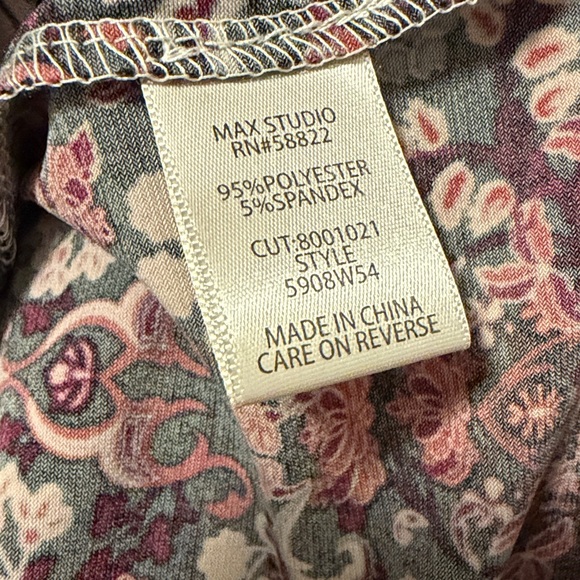 MAX STUDIO
RN#58822
95%POLYESTER
5%SPANDEX
CUT:8001021
STYLE
5908W54
MADE IN CHINA
CARE ON REVERSE